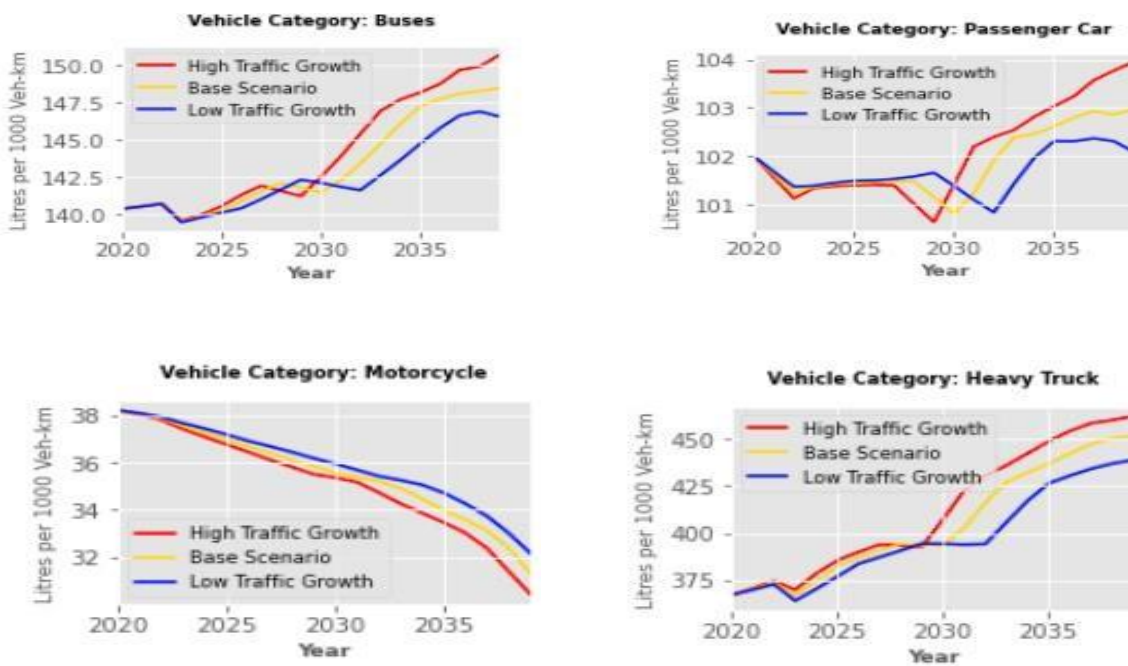 Vehicle Category: Buses
Litres per 1000 Veh-km
150.0
147.5
145.0
142.5
140.0
High Traffic Growth
Base Scenario
Low Traffic Growth
2020
2025
2030
2035
Year
Vehicle Category: Passenger Car
Litres per 1000 Veh-km
104
103
102
101
High Traffic Growth
Base Scenario
Low Traffic Growth
2020
2025
2030
2035
Year
Vehicle Category: Motorcycle
Litres per 1000 Veh-km
38
36
34
32
High Traffic Growth
Base Scenario
Low Traffic Growth
2020
2025
2030
2035
Year
Vehicle Category: Heavy Truck
Litres per 1000 Veh-km
450
425
400
375
High Traffic Growth
Base Scenario
Low Traffic Growth
2020
2025
2030
2035
Year